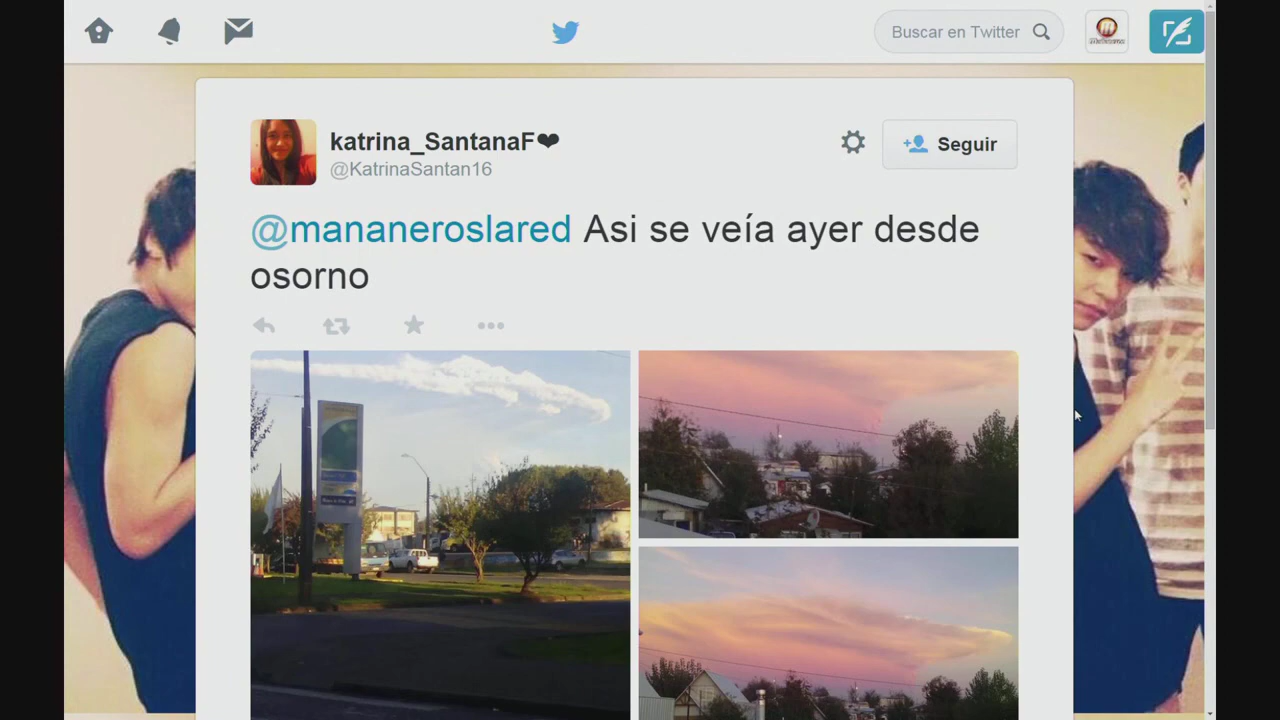 Buscar en Twitter
katrina_SantanaF❤
@KatrinaSantan16
Seguir
@mananeroslared Asi se veía ayer desde
osorno